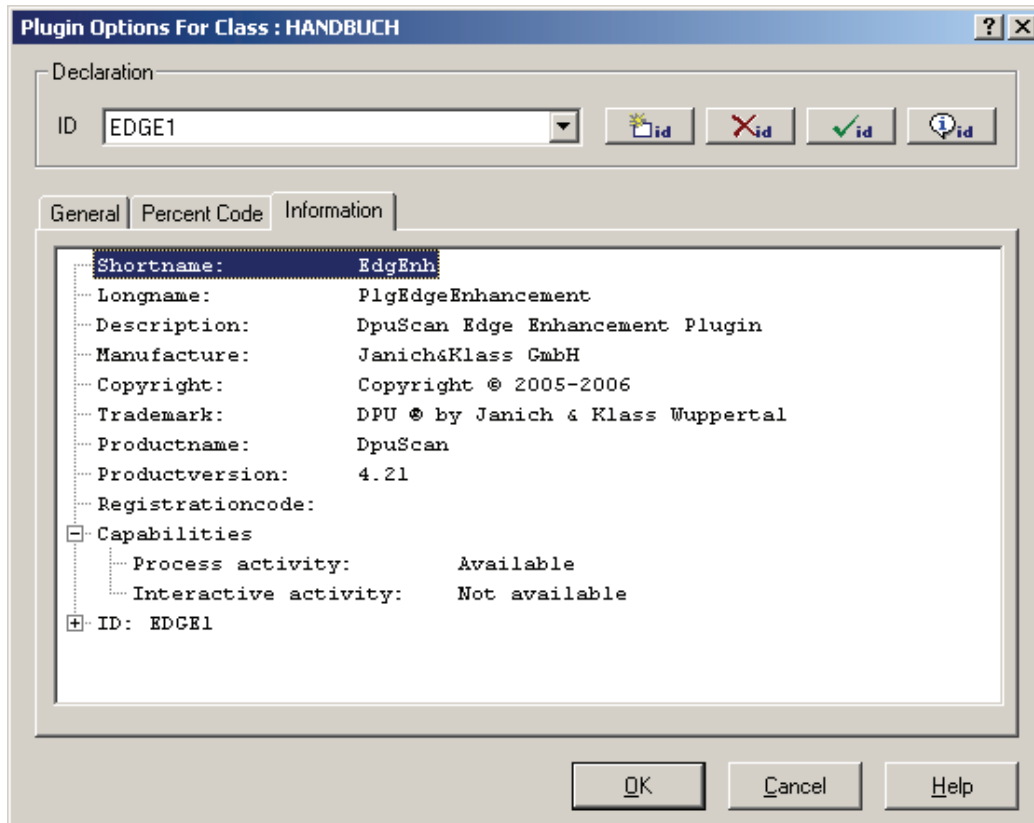 Plugin Options For Class : HANDBUCH
Declaration
ID EDGE1 id id id id
General Percent Code Information
Shortname: EdgEnh
Longname: PlgEdgeEnhancement
Description: DpuScan Edge Enhancement Plugin
Manufacture: Janich&Klass GmbH
Copyright: Copyright © 2005-2006
Trademark: DPU ® by Janich & Klass Wuppertal
Productname: DpuScan
Productversion: 4.21
Registrationcode:
Capabilities
Process activity: Available
Interactive activity: Not available
ID: EDGE1
OK Cancel Help